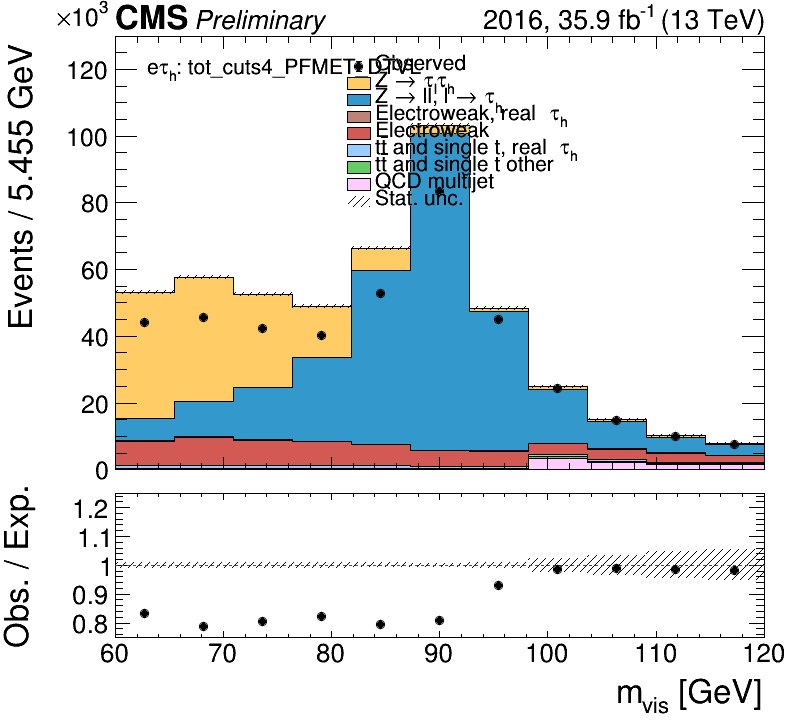 ×10³ CMS Preliminary 2016, 35.9 fb⁻¹ (13 TeV)
Events / 5.455 GeV
120
100
80
60
40
20
0
eτh: tot_cuts4_PFMET
Observed
Z → ττh
Z → ll, l → τh
Electroweak, real τh
Electroweak
tt and single t, real τh
tt and single t other
QCD multijet
Stat. unc.
Obs. / Exp.
1.2
1.1
1
0.9
0.8
60 70 80 90 100 110 120
mvis [GeV]